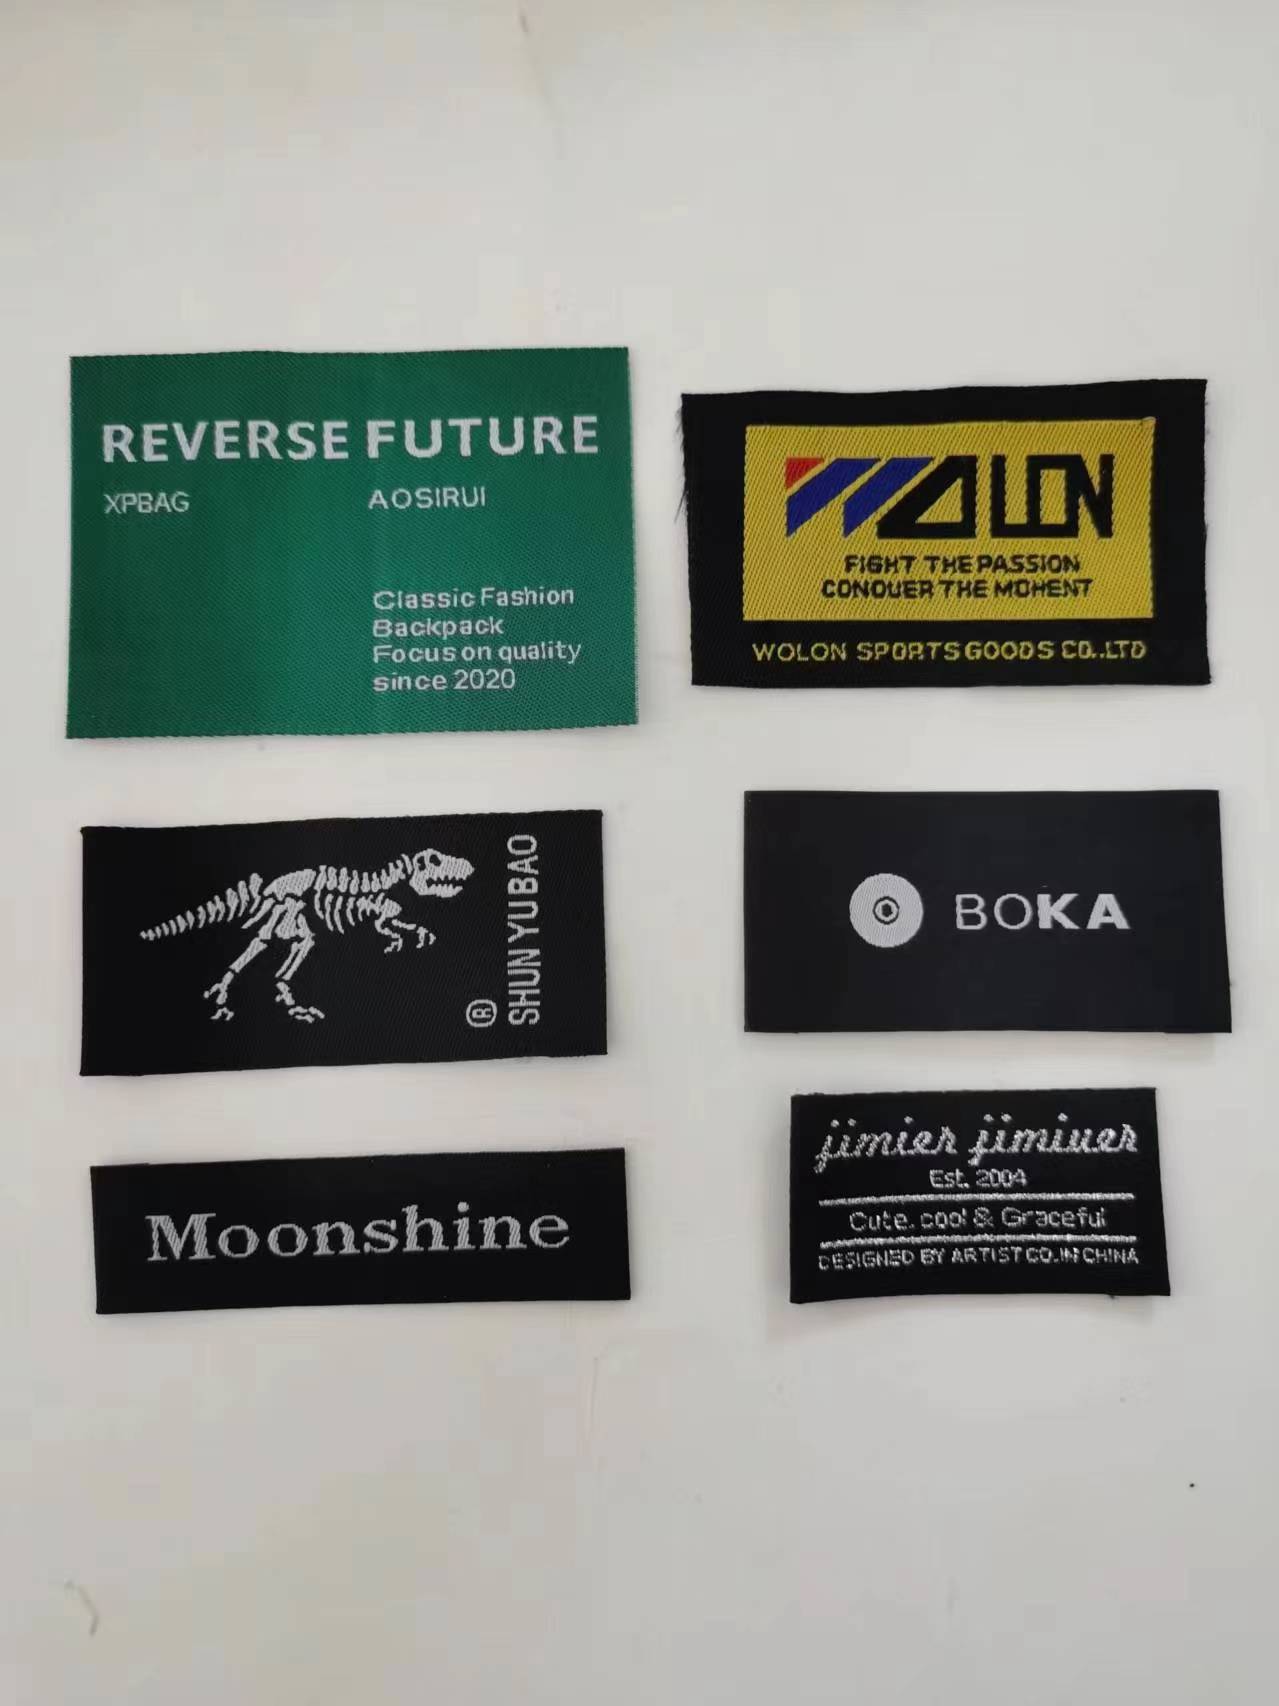 REVERSE FUTURE
XPBAG AOSIRUI
Classic Fashion
Backpack
Focus on quality
since 2020
WOLON
FIGHT THE PASSION
CONQUER THE MOHENT
WOLON SPORTS GOODS CO..LTD
SHUN YU BAO
®
BOKA
Moonshine
jimier jimiuer
Est. 2004
Cute. cool & Graceful
DESIGNED BY ARTIST CO.IN CHINA